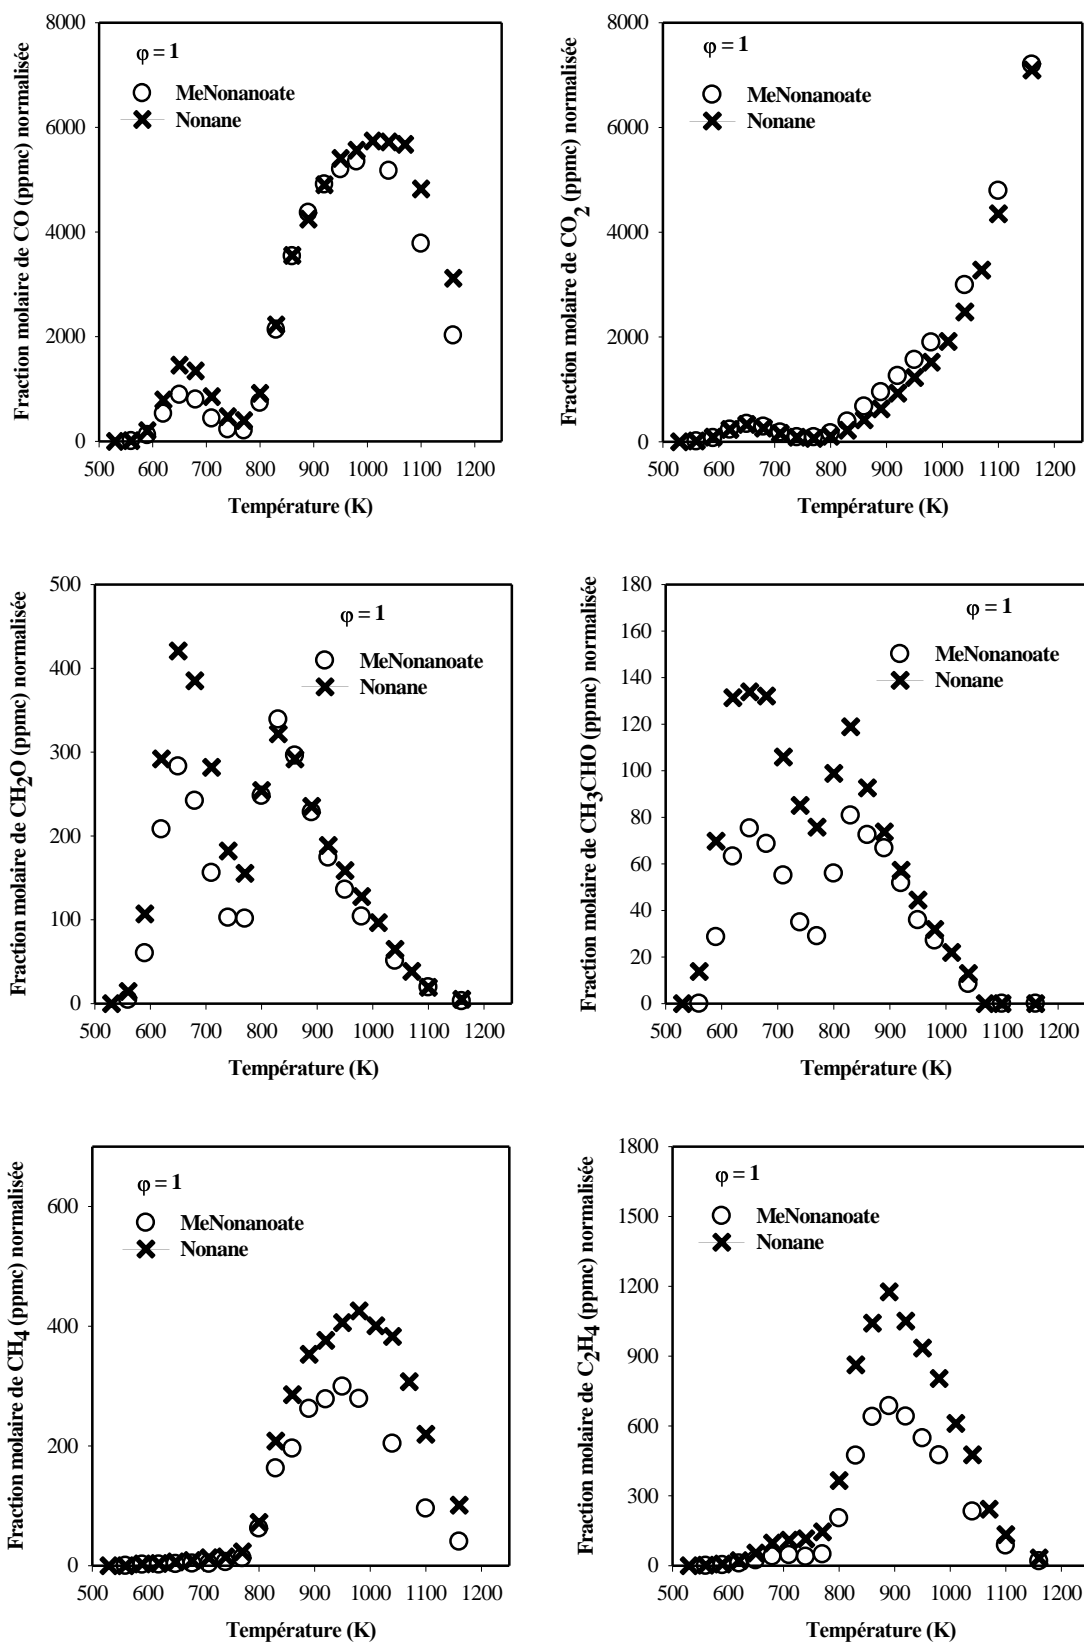 Fraction molaire de CO (ppmc) normalisée
8000
6000
4000
2000
0
φ = 1
MeNonanoate
Nonane
500 600 700 800 900 1000 1100 1200
Température (K)
Fraction molaire de CO2 (ppmc) normalisée
8000
6000
4000
2000
0
φ = 1
MeNonanoate
Nonane
500 600 700 800 900 1000 1100 1200
Température (K)
Fraction molaire de CH2O (ppmc) normalisée
500
400
300
200
100
0
φ = 1
MeNonanoate
Nonane
500 600 700 800 900 1000 1100 1200
Température (K)
Fraction molaire de CH3CHO (ppmc) normalisée
180
160
140
120
100
80
60
40
20
0
φ = 1
MeNonanoate
Nonane
500 600 700 800 900 1000 1100 1200
Température (K)
Fraction molaire de CH4 (ppmc) normalisée
600
400
200
0
φ = 1
MeNonanoate
Nonane
500 600 700 800 900 1000 1100 1200
Température (K)
Fraction molaire de C2H4 (ppmc) normalisée
1800
1500
1200
900
600
300
0
φ = 1
MeNonanoate
Nonane
500 600 700 800 900 1000 1100 1200
Température (K)